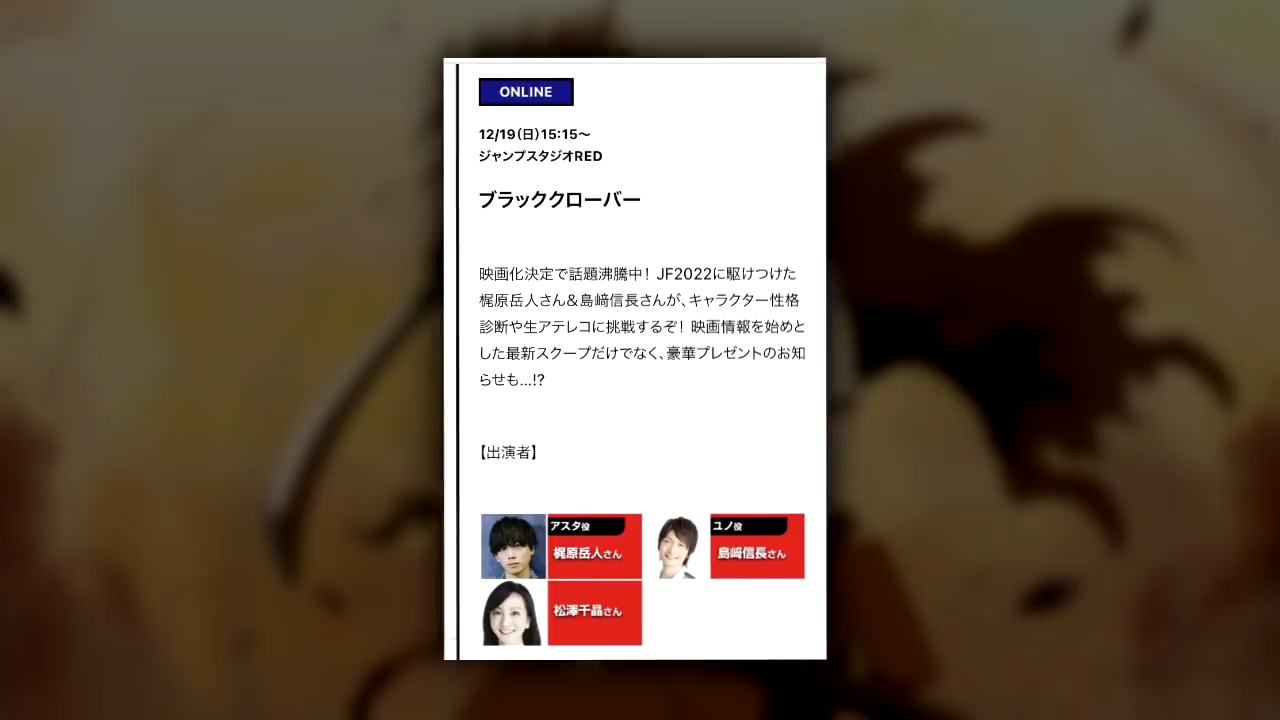 ONLINE
12/19(日)15:15〜
ジャンプスタジオRED
ブラッククローバー
映画化決定で話題沸騰中! JF2022に駆けつけた
梶原岳人さん&島﨑信長さんが、キャラクター性格
診断や生アテレコに挑戦するぞ! 映画情報を始めと
した最新スクープだけでなく、豪華プレゼントのお知
らせも...!?
【出演者】
アスタ役
梶原岳人さん
ユノ役
島﨑信長さん
松澤千晶さん